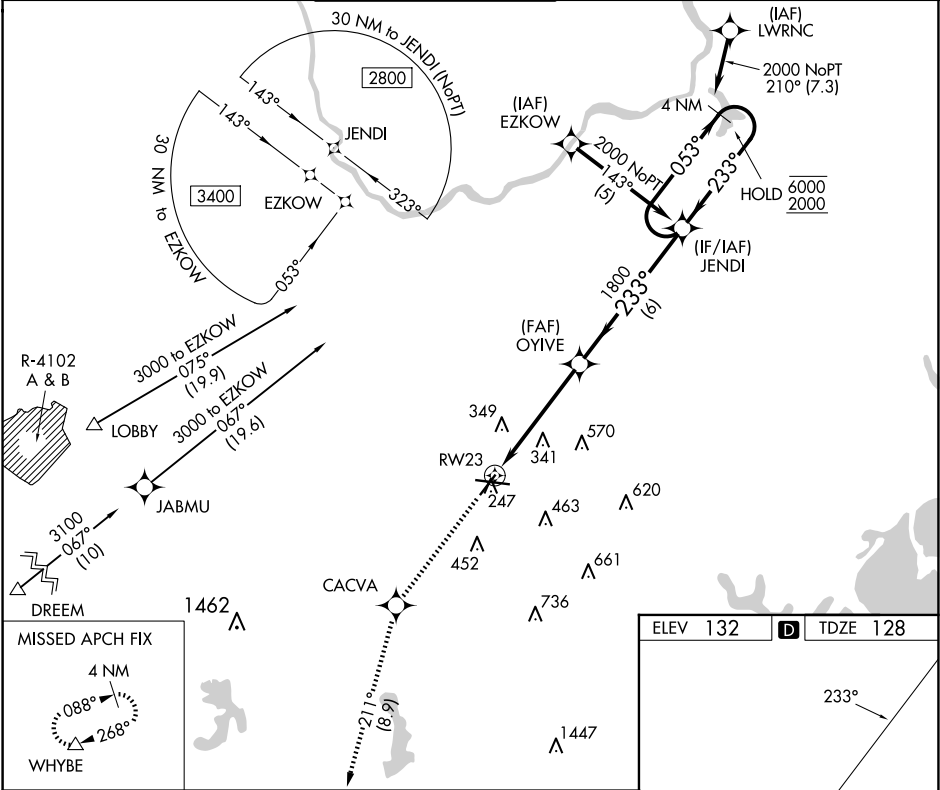 30 NM to JENDI (NoPT)
2800
143°
143°
JENDI
EZKOW
323°
3400
30 NM to EZKOW
053°
(IAF)
LWRNC
2000 NoPT
210° (7.3)
4 NM
(IAF)
EZKOW
2000 NoPT
143°
(5)
053°
233°
HOLD 6000
2000
(IF/IAF)
JENDI
1800
233°
(6)
(FAF)
OYIVE
R-4102
A & B
3000 to EZKOW
075°
(19.9)
LOBBY
3000 to EZKOW
067°
(19.6)
JABMU
3100
067°
(10)
DREEM
349
341
570
RW23
247
463
620
452
661
CACVA
736
1462
211°
(8.9)
1447
MISSED APCH FIX
4 NM
088°
268°
WHYBE
ELEV 132 D TDZE 128
233°